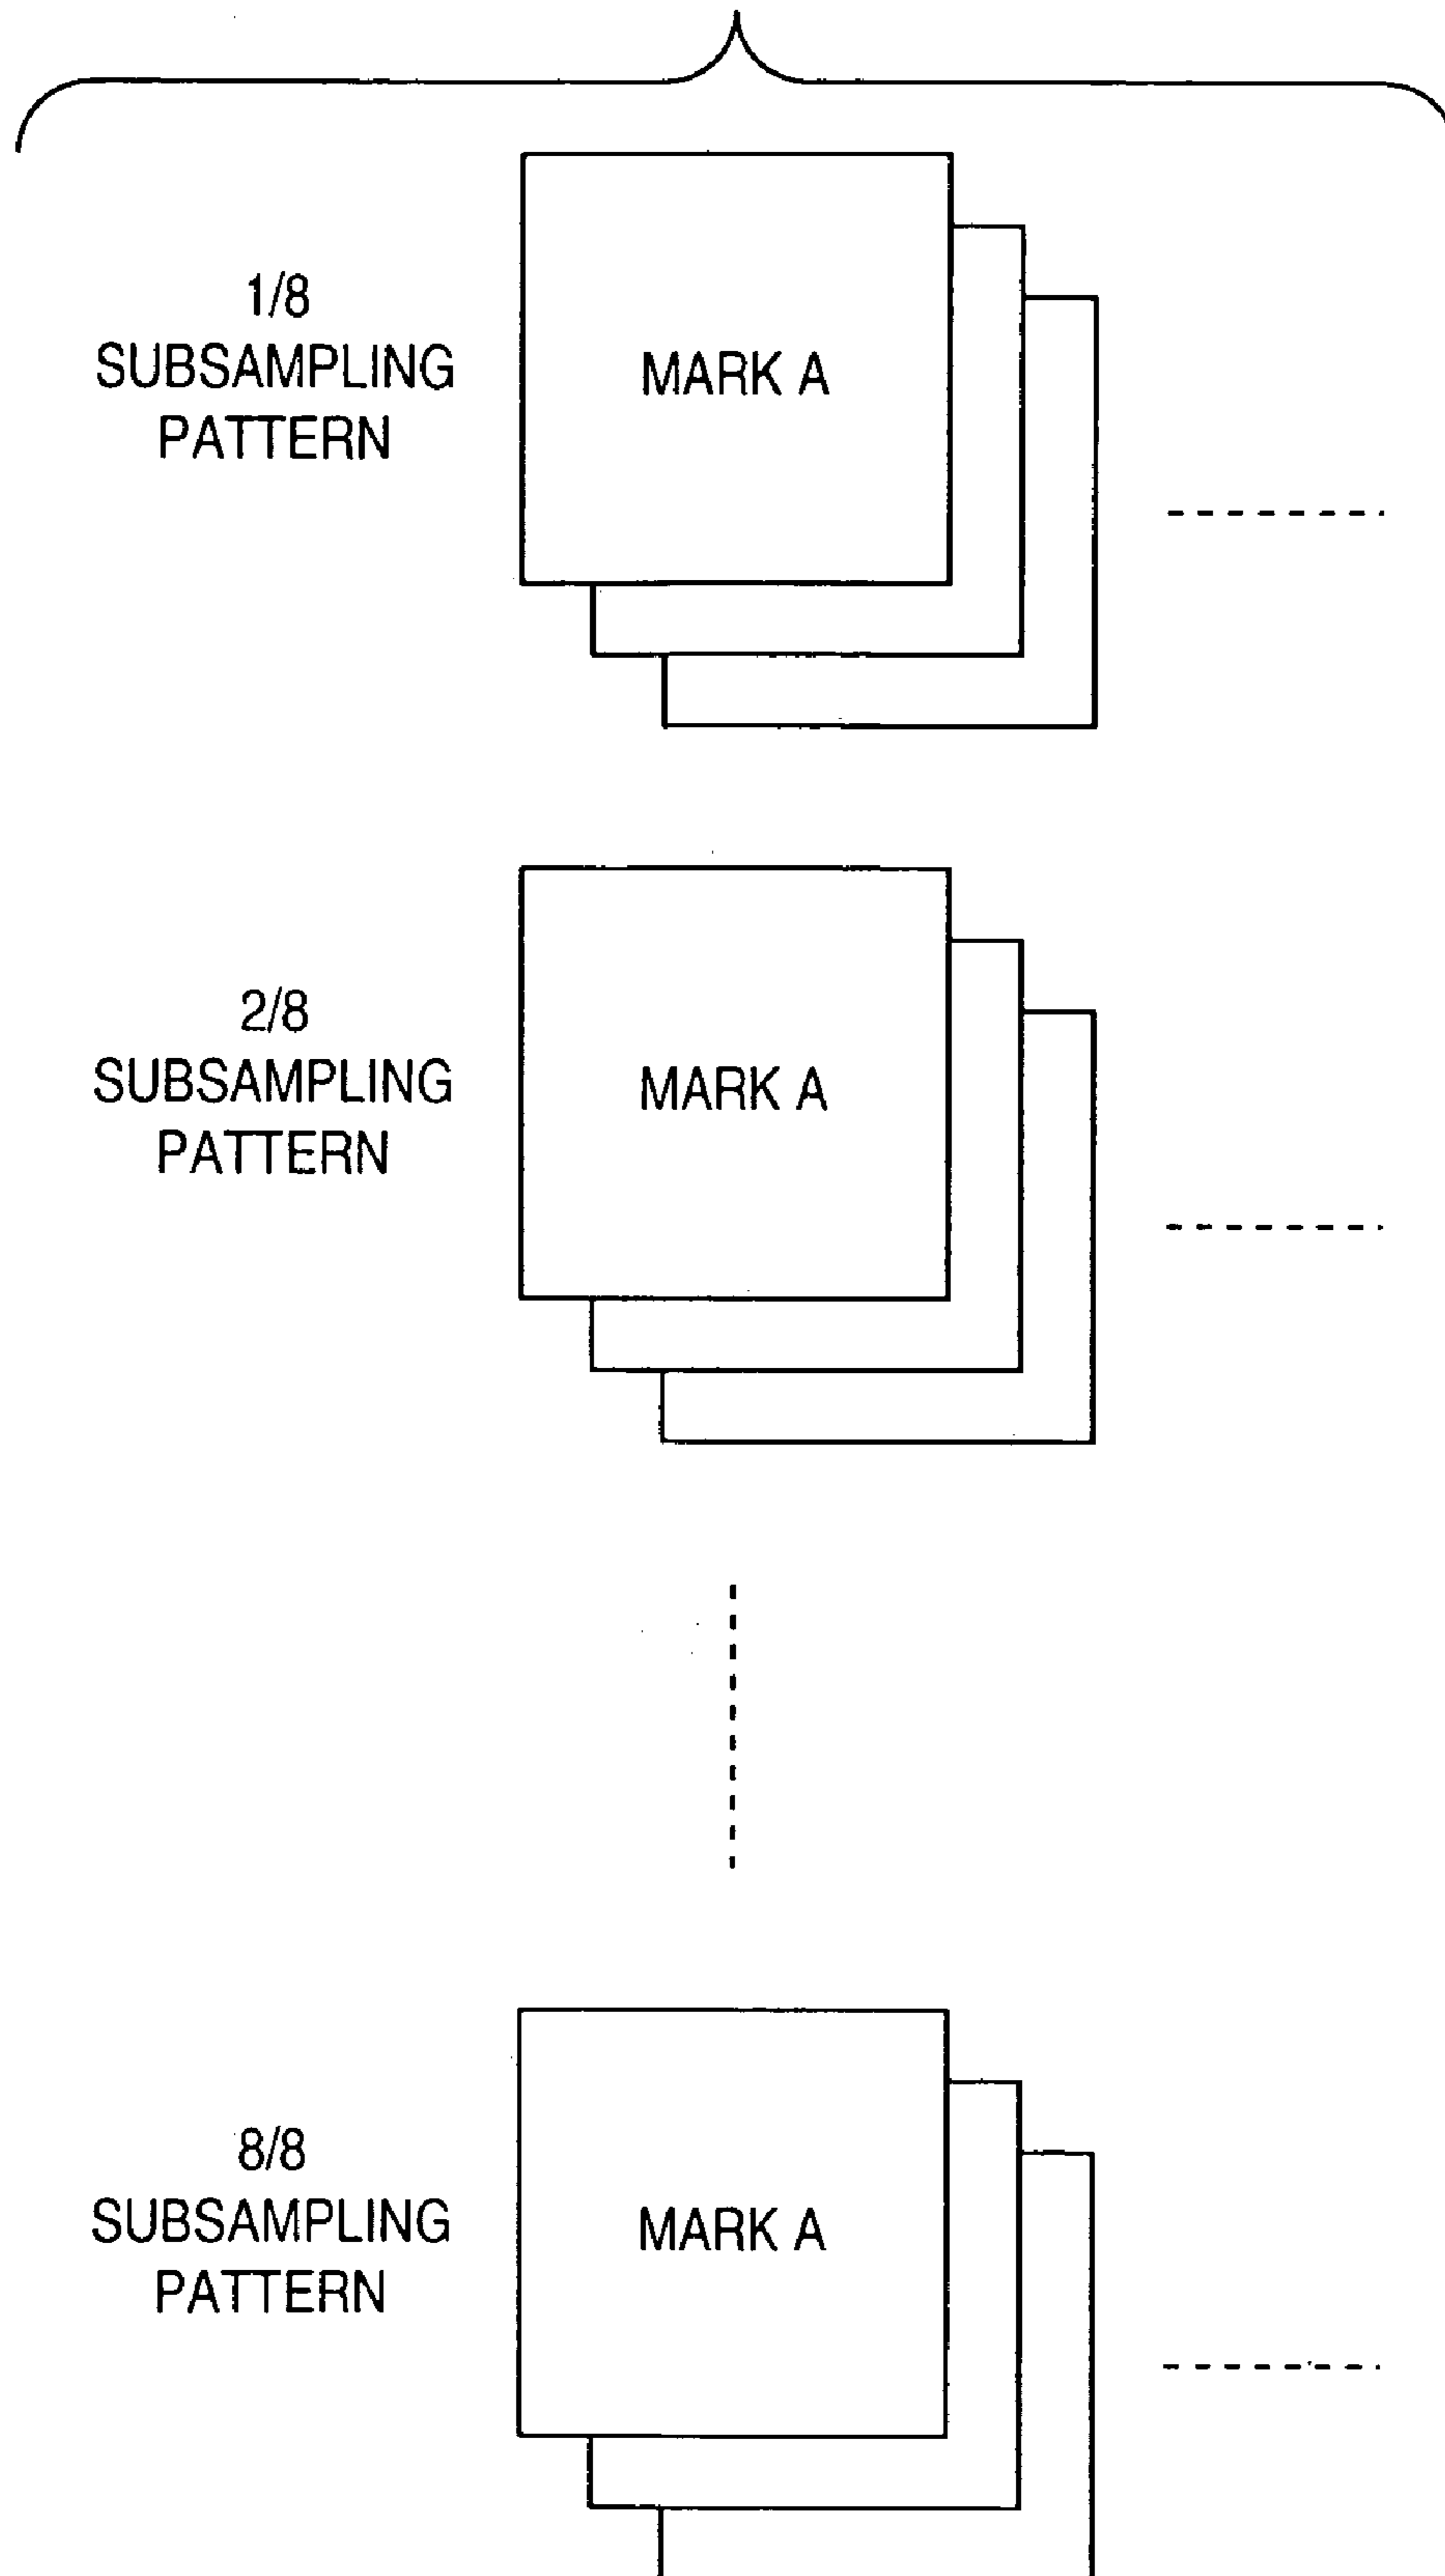 1/8
SUBSAMPLING
PATTERN
MARK A
2/8
SUBSAMPLING
PATTERN
MARK A
8/8
SUBSAMPLING
PATTERN
MARK A